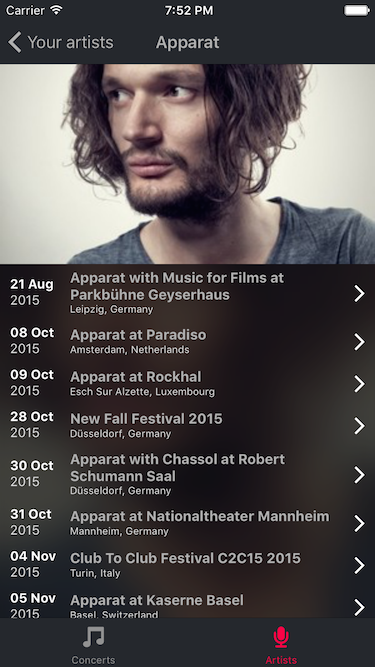 Carrier 7:52 PM
Your artists Apparat
21 Aug
2015
Apparat with Music for Films at
Parkbühne Geyserhaus
Leipzig, Germany
08 Oct
2015
Apparat at Paradiso
Amsterdam, Netherlands
09 Oct
2015
Apparat at Rockhal
Esch Sur Alzette, Luxembourg
28 Oct
2015
New Fall Festival 2015
Düsseldorf, Germany
30 Oct
2015
Apparat with Chassol at Robert
Schumann Saal
Düsseldorf, Germany
31 Oct
2015
Apparat at Nationaltheater Mannheim
Mannheim, Germany
04 Nov
2015
Club To Club Festival C2C15 2015
Turin, Italy
05 Nov
2015
Apparat at Kaserne Basel
Basel, Switzerland
Concerts Artists